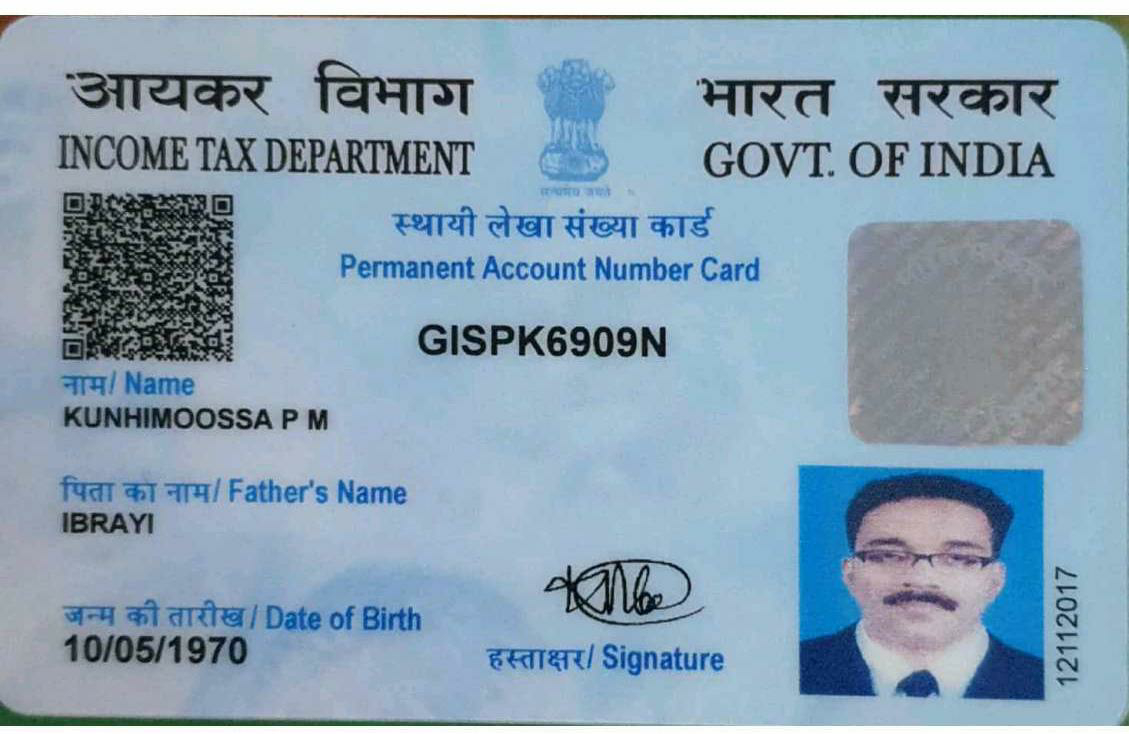 आयकर विभाग
INCOME TAX DEPARTMENT
भारत सरकार
GOVT. OF INDIA
सत्यमेव जयते
स्थायी लेखा संख्या कार्ड
Permanent Account Number Card
GISPK6909N
नाम/ Name
KUNHIMOOSSA P M
पिता का नाम/ Father's Name
IBRAYI
जन्म की तारीख/ Date of Birth
10/05/1970
हस्ताक्षर/ Signature
12112017